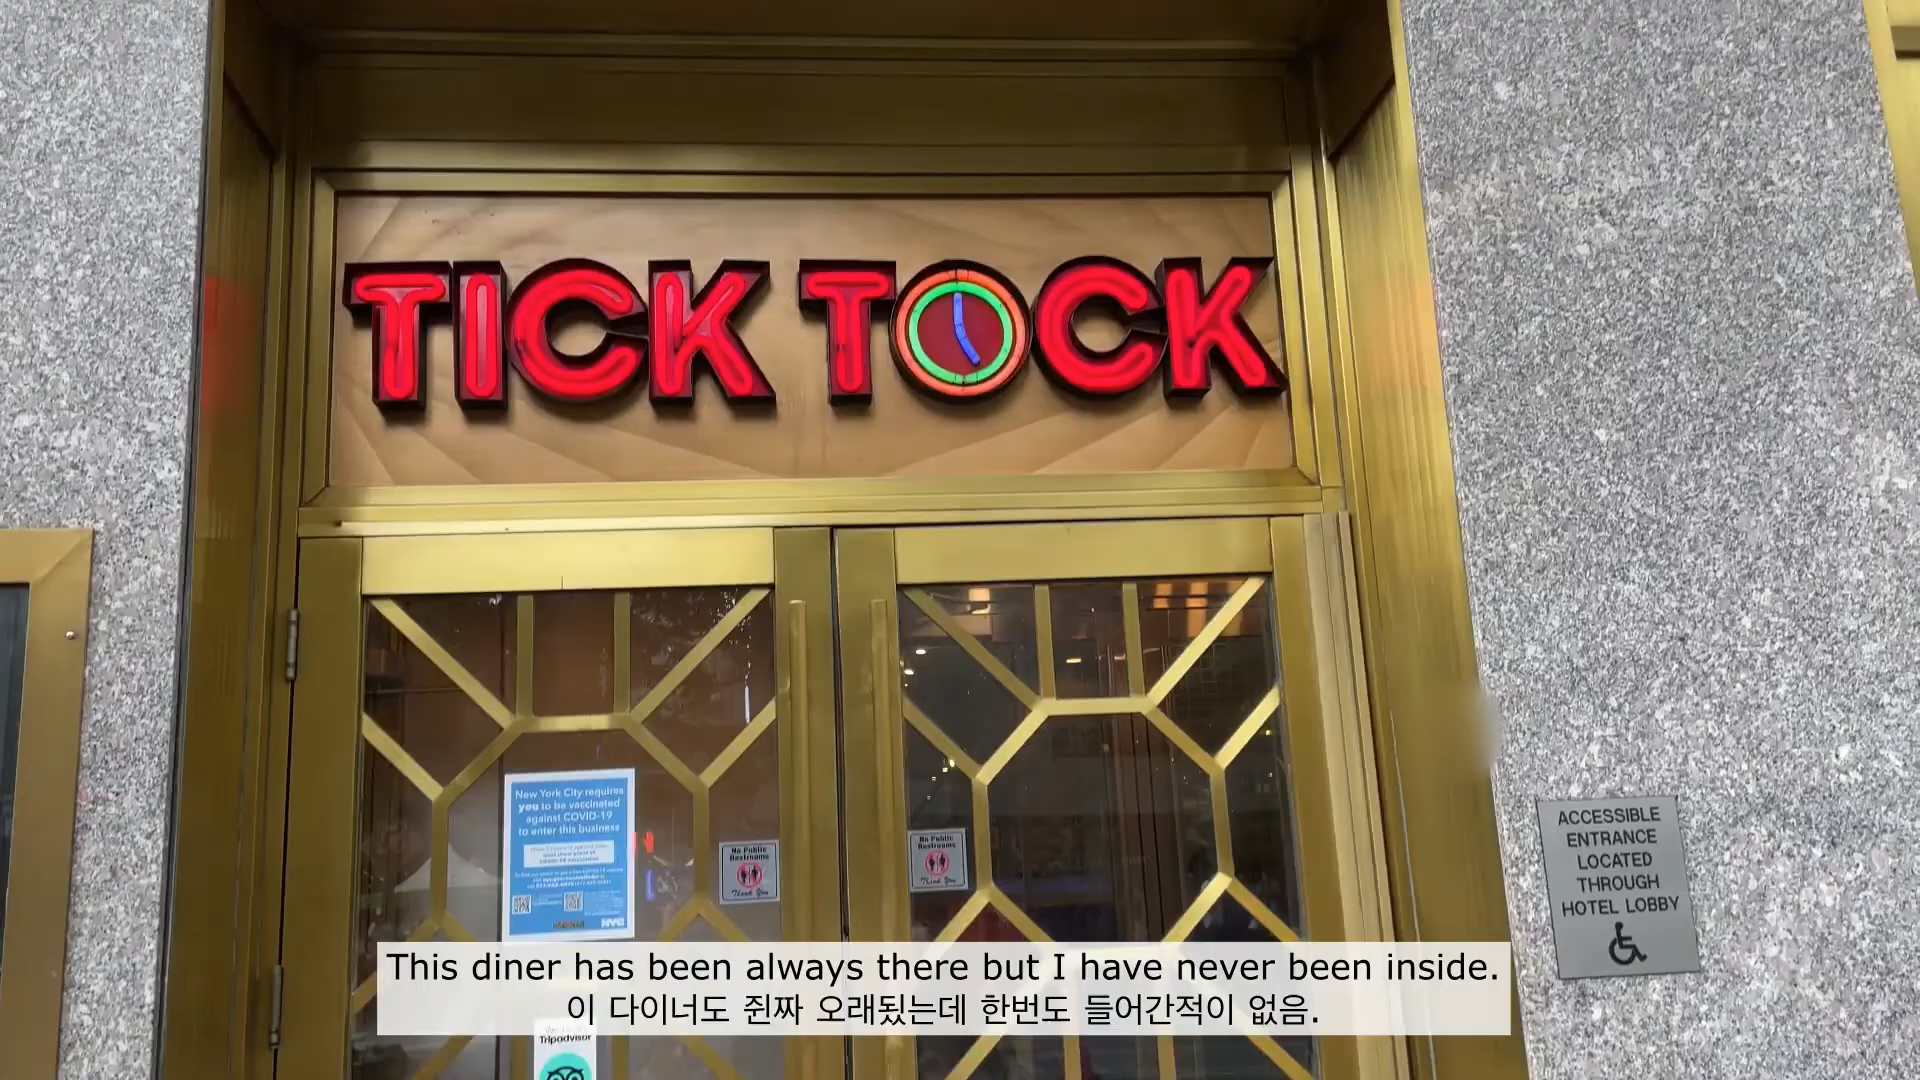 TICK TOCK
New York City requires
you to be vaccinated
against COVID-19
to enter this business
NYC
No Public
Restrooms
Thank You
No Public
Restrooms
Thank You
ACCESSIBLE
ENTRANCE
LOCATED
THROUGH
HOTEL LOBBY
This diner has been always there but I have never been inside.
이 다이너도 진짜 오래됐는데 한번도 들어간적이 없음.
Tripadvisor